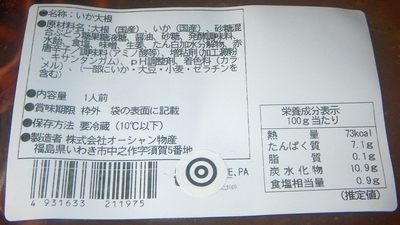 ●名称:いか大根
●原材料名:大根(国産)、いか(国産)、砂糖混
合ぶどう糖果糖液糖、醤油、砂糖、発酵調味料、
水飴、食塩、味噌、生姜、たん白加水分解物、赤
唐辛子/調味料(アミノ酸等)、増粘剤(加工澱粉
・キサンタンガム)、pH調整剤、着色料(カラ
メル)、(一部にいか・大豆・小麦・ゼラチンを
含む)
●内容量 1人前
●賞味期限 枠外 袋の表面に記載
●保存方法 要冷蔵(10℃以下)
●製造者 株式会社オーシャン物産
福島県いわき市中之作字須賀5番地
4 931633 211975
E.PA
栄養成分表示
100g当たり
熱量 73kcal
たんぱく質 7.1g
脂質 0.1g
炭水化物 10.9g
食塩相当量 0.9g
(推定値)